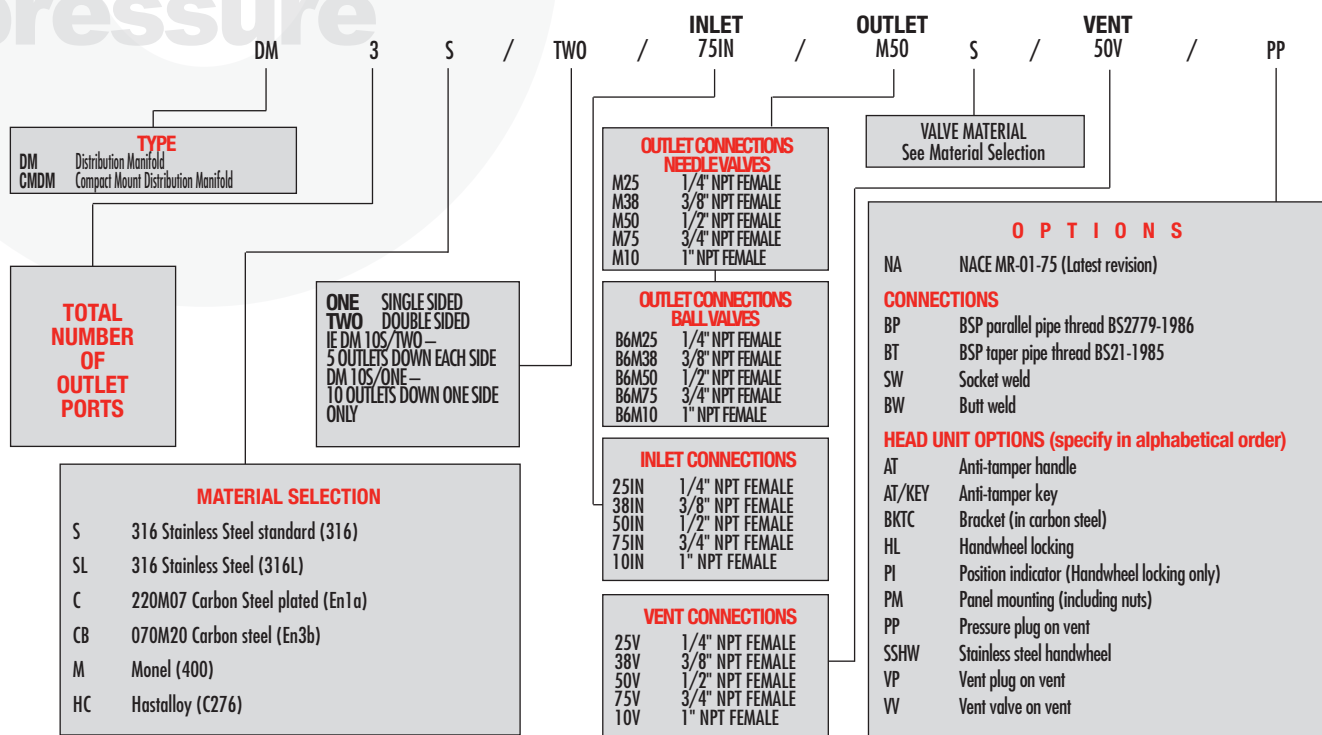 pressure
INLET OUTLET VENT
DM 3 S / TWO / 75IN / M50 S / 50V / PP
TYPE
DM Distribution Manifold
CMDM Compact Mount Distribution Manifold
TOTAL
NUMBER
OF
OUTLET
PORTS
ONE SINGLE SIDED
TWO DOUBLE SIDED
IE DM 10S/TWO –
5 OUTLETS DOWN EACH SIDE
DM 10S/ONE –
10 OUTLETS DOWN ONE SIDE
ONLY
MATERIAL SELECTION
S 316 Stainless Steel standard (316)
SL 316 Stainless Steel (316L)
C 220M07 Carbon Steel plated (En1a)
CB 070M20 Carbon steel (En3b)
M Monel (400)
HC Hastalloy (C276)
OUTLET CONNECTIONS
NEEDLE VALVES
M25 1/4" NPT FEMALE
M38 3/8" NPT FEMALE
M50 1/2" NPT FEMALE
M75 3/4" NPT FEMALE
M10 1" NPT FEMALE
OUTLET CONNECTIONS
BALL VALVES
B6M25 1/4" NPT FEMALE
B6M38 3/8" NPT FEMALE
B6M50 1/2" NPT FEMALE
B6M75 3/4" NPT FEMALE
B6M10 1" NPT FEMALE
INLET CONNECTIONS
25IN 1/4" NPT FEMALE
38IN 3/8" NPT FEMALE
50IN 1/2" NPT FEMALE
75IN 3/4" NPT FEMALE
10IN 1" NPT FEMALE
VENT CONNECTIONS
25V 1/4" NPT FEMALE
38V 3/8" NPT FEMALE
50V 1/2" NPT FEMALE
75V 3/4" NPT FEMALE
10V 1" NPT FEMALE
VALVE MATERIAL
See Material Selection
OPTIONS
NA NACE MR-01-75 (Latest revision)
CONNECTIONS
BP BSP parallel pipe thread BS2779-1986
BT BSP taper pipe thread BS21-1985
SW Socket weld
BW Butt weld
HEAD UNIT OPTIONS (specify in alphabetical order)
AT Anti-tamper handle
AT/KEY Anti-tamper key
BKTC Bracket (in carbon steel)
HL Handwheel locking
PI Position indicator (Handwheel locking only)
PM Panel mounting (including nuts)
PP Pressure plug on vent
SSHW Stainless steel handwheel
VP Vent plug on vent
VV Vent valve on vent